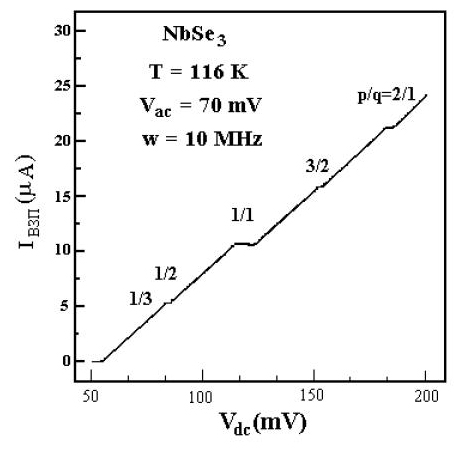 NbSe₃
T = 116 K
Vac = 70 mV
w = 10 MHz
p/q=2/1
3/2
1/1
1/2
1/3
30
25
20
15
10
5
0
I ВЗП (μA)
50 100 150 200
Vdc (mV)